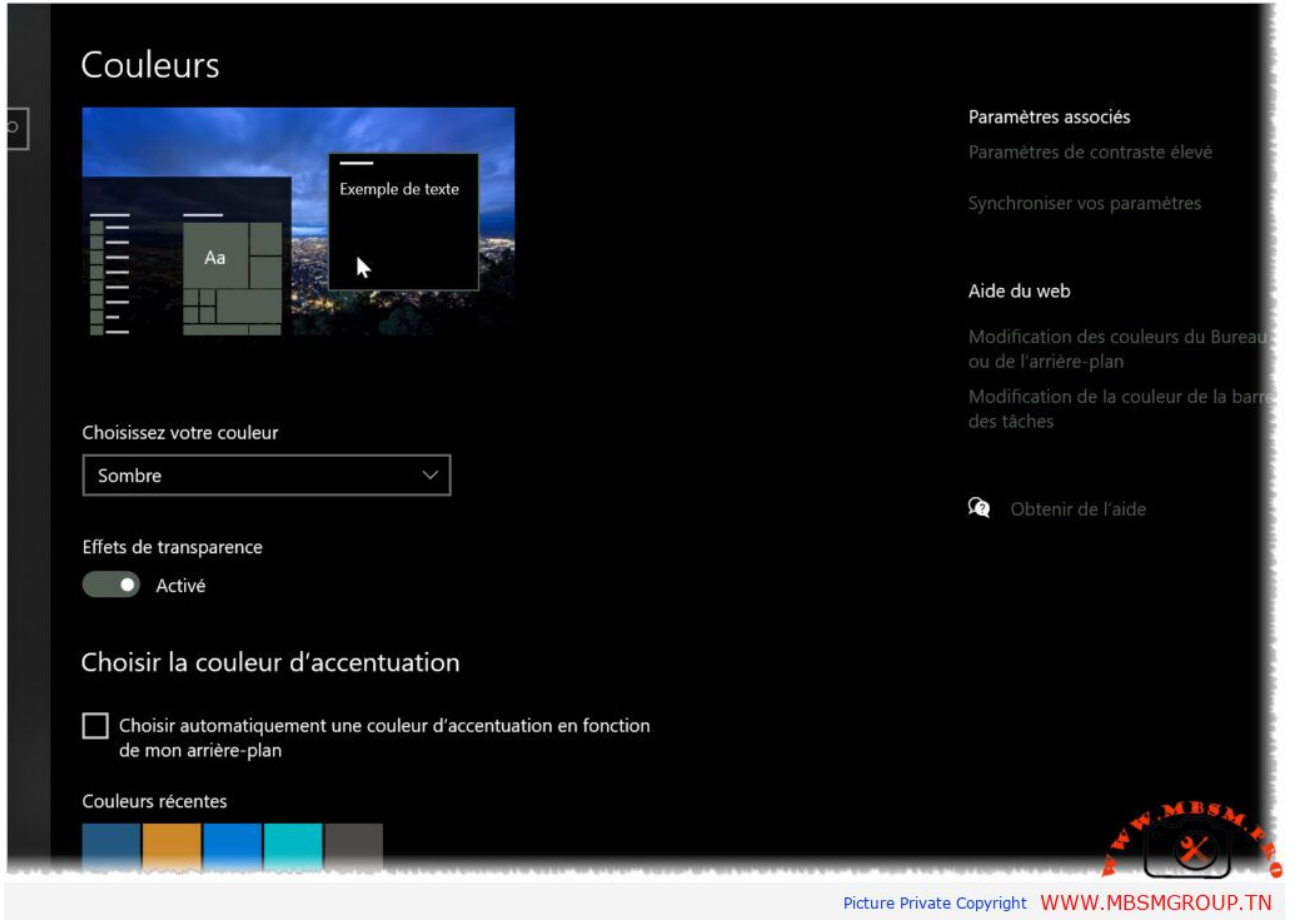 Couleurs
Exemple de texte
Aa
Choisissez votre couleur
Sombre
Effets de transparence
Activé
Choisir la couleur d'accentuation
Choisir automatiquement une couleur d'accentuation en fonction
de mon arrière-plan
Couleurs récentes
Paramètres associés
Paramètres de contraste élevé
Synchroniser vos paramètres
Aide du web
Modification des couleurs du Bureau
ou de l'arrière-plan
Modification de la couleur de la barre
des tâches
Obtenir de l'aide
WWW.MBSM.PRO
Picture Private Copyright WWW.MBSMGROUP.TN